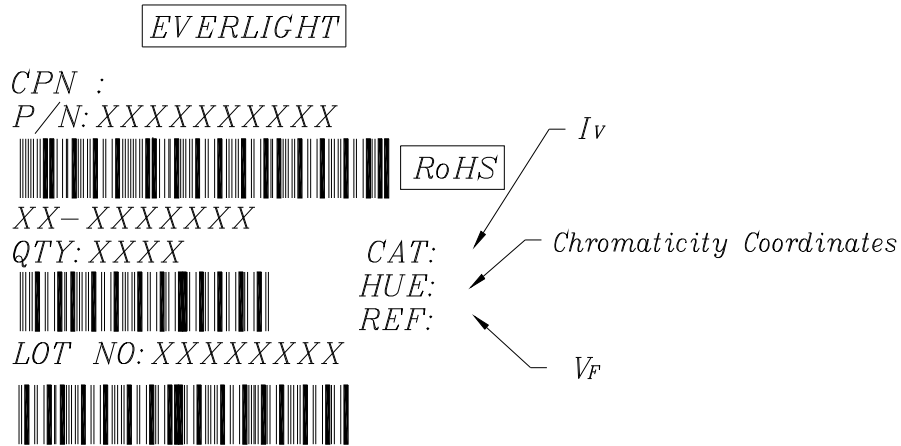 EVERLIGHT
CPN :
P/N: XXXXXXXXXX
RoHS
XX-XXXXXXX
QTY: XXXX
LOT NO: XXXXXXXX
CAT:
HUE:
REF:
Iv
Chromaticity Coordinates
VF